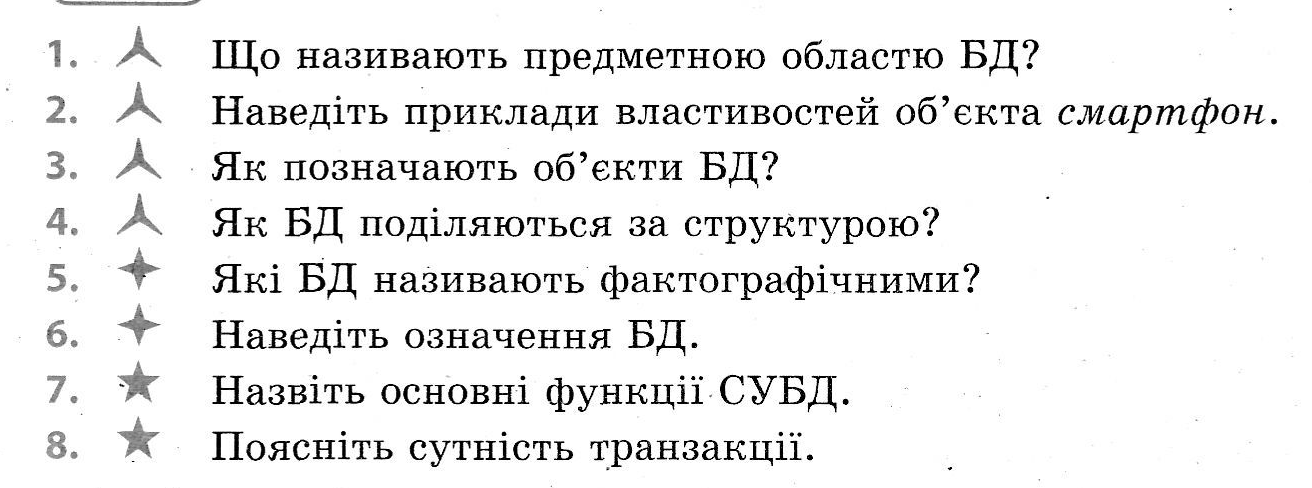 1. Що називають предметною областю БД?
2. Наведіть приклади властивостей об’єкта смартфон.
3. Як позначають об’єкти БД?
4. Як БД поділяються за структурою?
5. Які БД називають фактографічними?
6. Наведіть означення БД.
7. Назвіть основні функції СУБД.
8. Поясніть сутність транзакції.